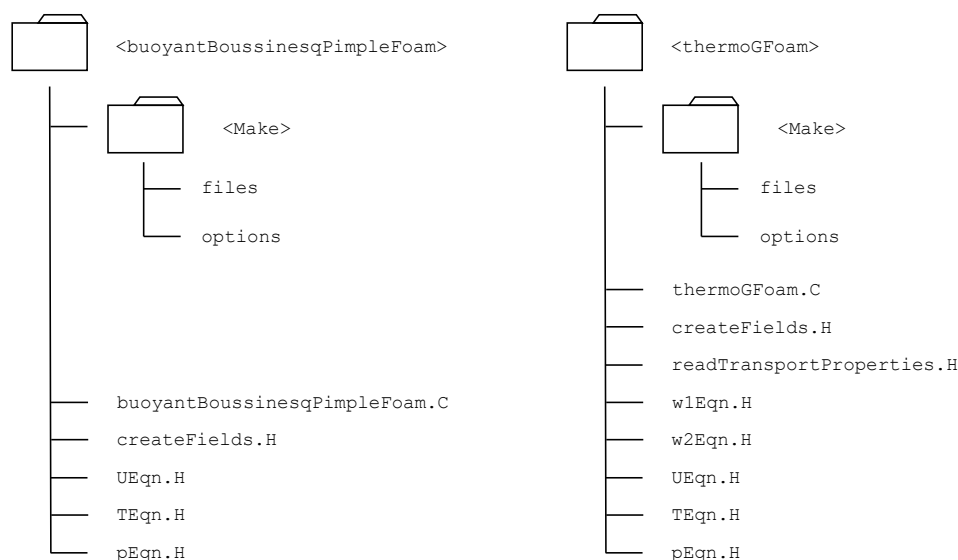 <buoyantBoussinesqPimpleFoam>
<Make>
files
options
buoyantBoussinesqPimpleFoam.C
createFields.H
UEqn.H
TEqn.H
pEqn.H
<thermoGFoam>
<Make>
files
options
thermoGFoam.C
createFields.H
readTransportProperties.H
w1Eqn.H
w2Eqn.H
UEqn.H
TEqn.H
pEqn.H